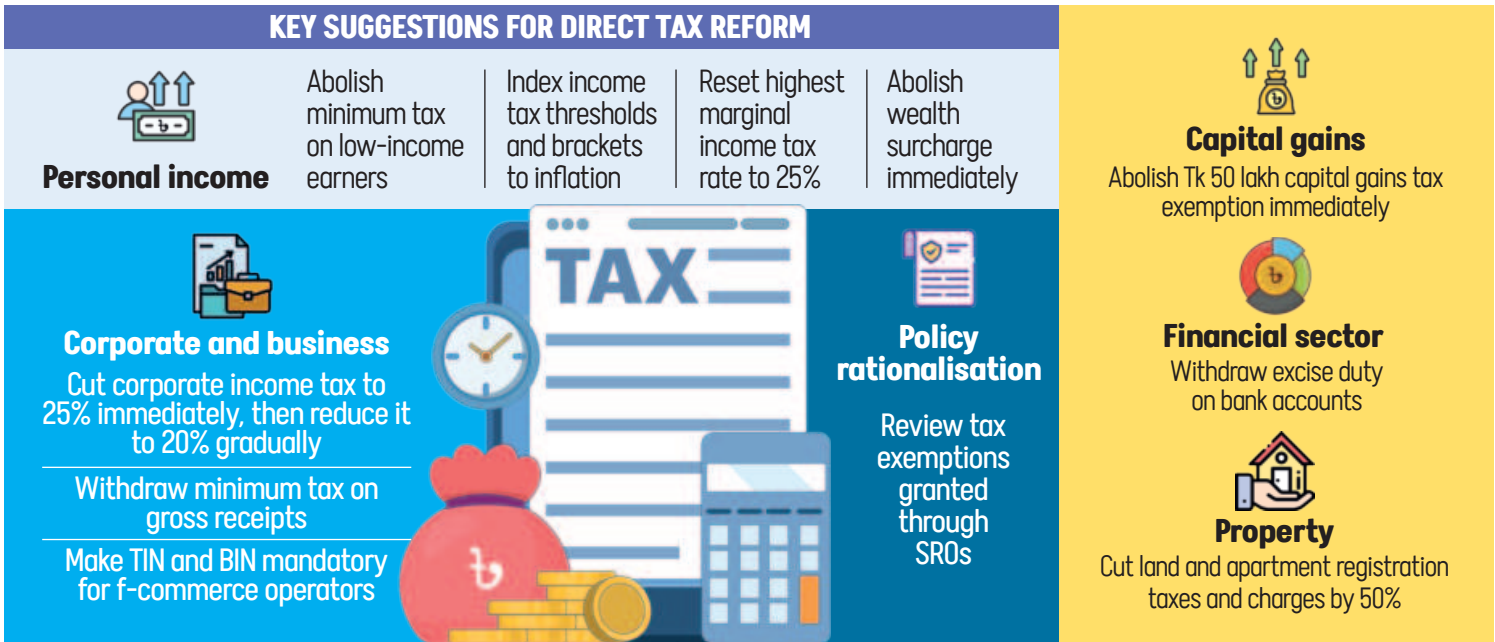 KEY SUGGESTIONS FOR DIRECT TAX REFORM
Personal income
Abolish
minimum tax
on low-income
earners
Index income
tax thresholds
and brackets
to inflation
Reset highest
marginal
income tax
rate to 25%
Abolish
wealth
surcharge
immediately
Corporate and business
Cut corporate income tax to
25% immediately, then reduce it
to 20% gradually
Withdraw minimum tax on
gross receipts
Make TIN and BIN mandatory
for f-commerce operators
TAX
৳
Policy
rationalisation
Review tax
exemptions
granted
through
SROs
Capital gains
Abolish Tk 50 lakh capital gains tax
exemption immediately
Financial sector
Withdraw excise duty
on bank accounts
Property
Cut land and apartment registration
taxes and charges by 50%